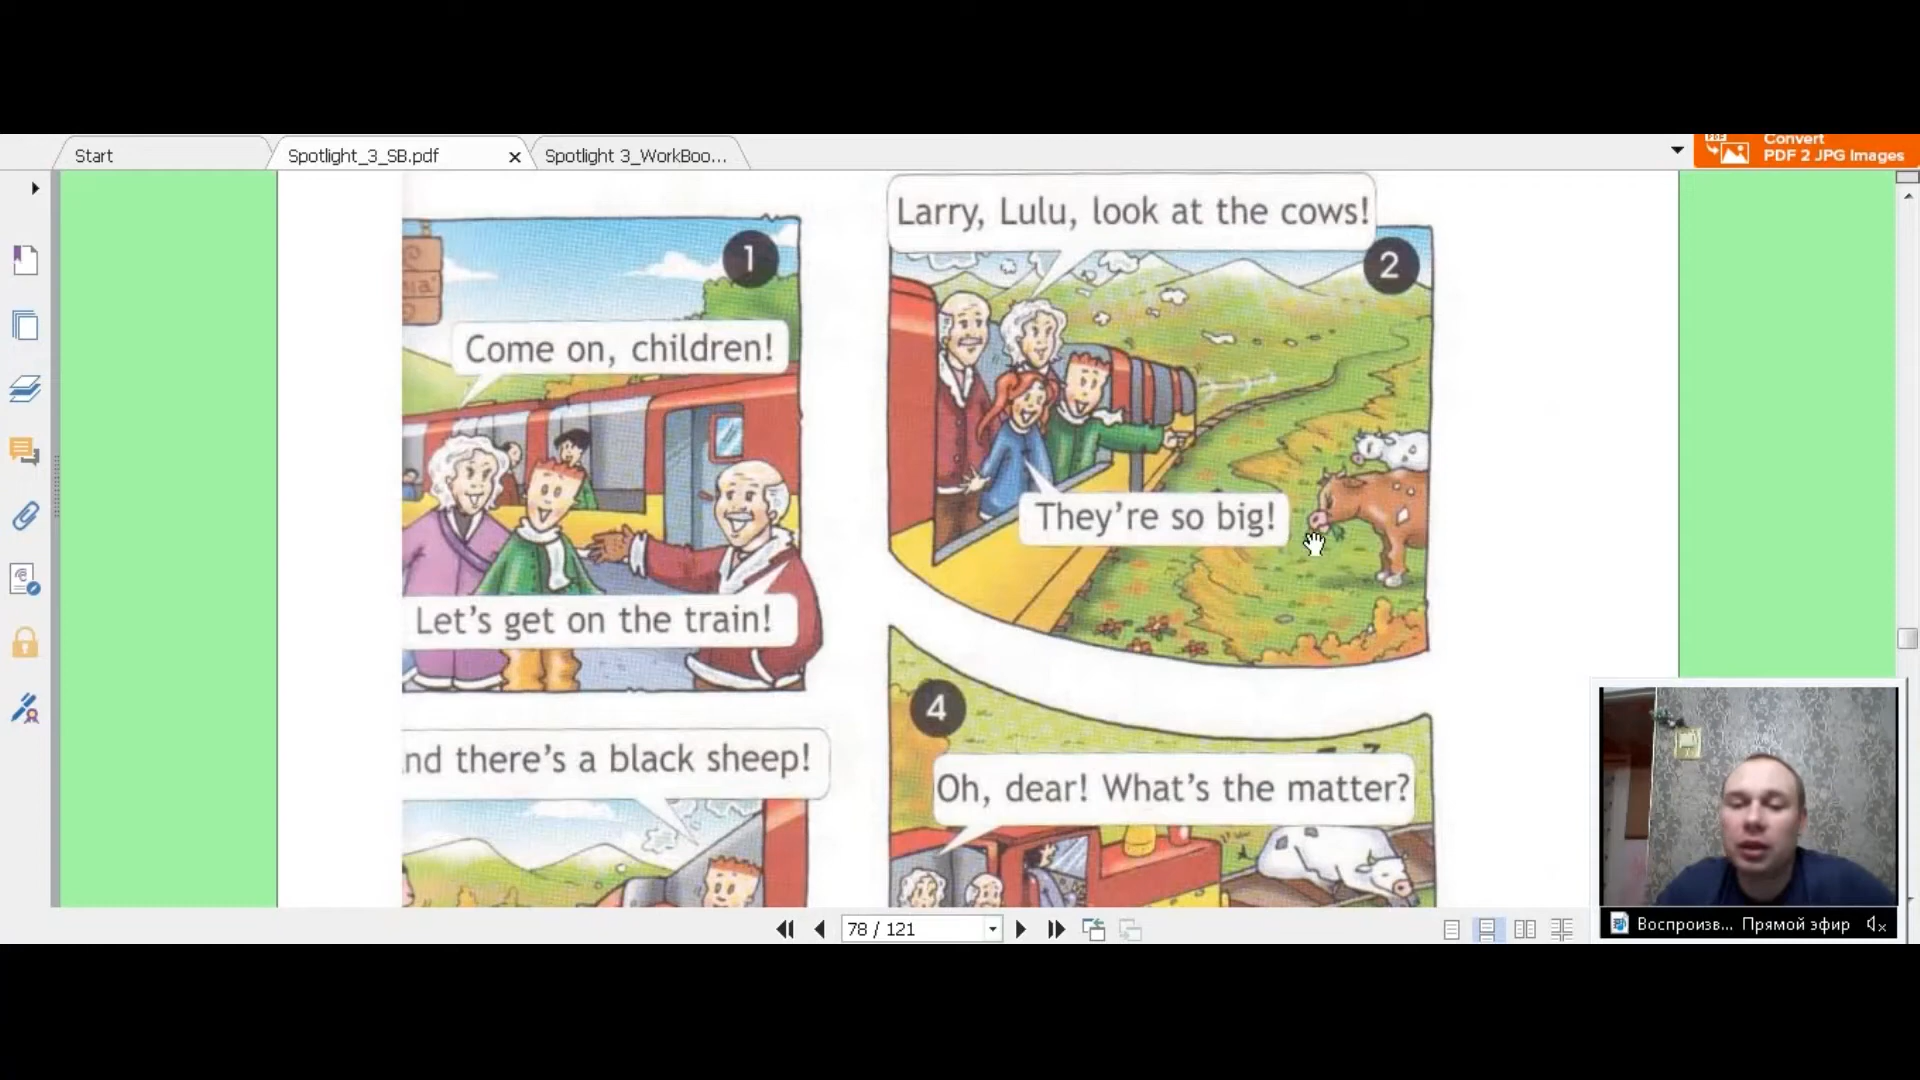 Convert
PDF 2 JPG Images
Start
Spotlight_3_SB.pdf
Spotlight 3_WorkBoo...
1
Come on, children!
Let's get on the train!
Larry, Lulu, look at the cows!
2
They're so big!
nd there's a black sheep!
4
Oh, dear! What's the matter?
78 / 121
Воспроизв... Прямой эфир